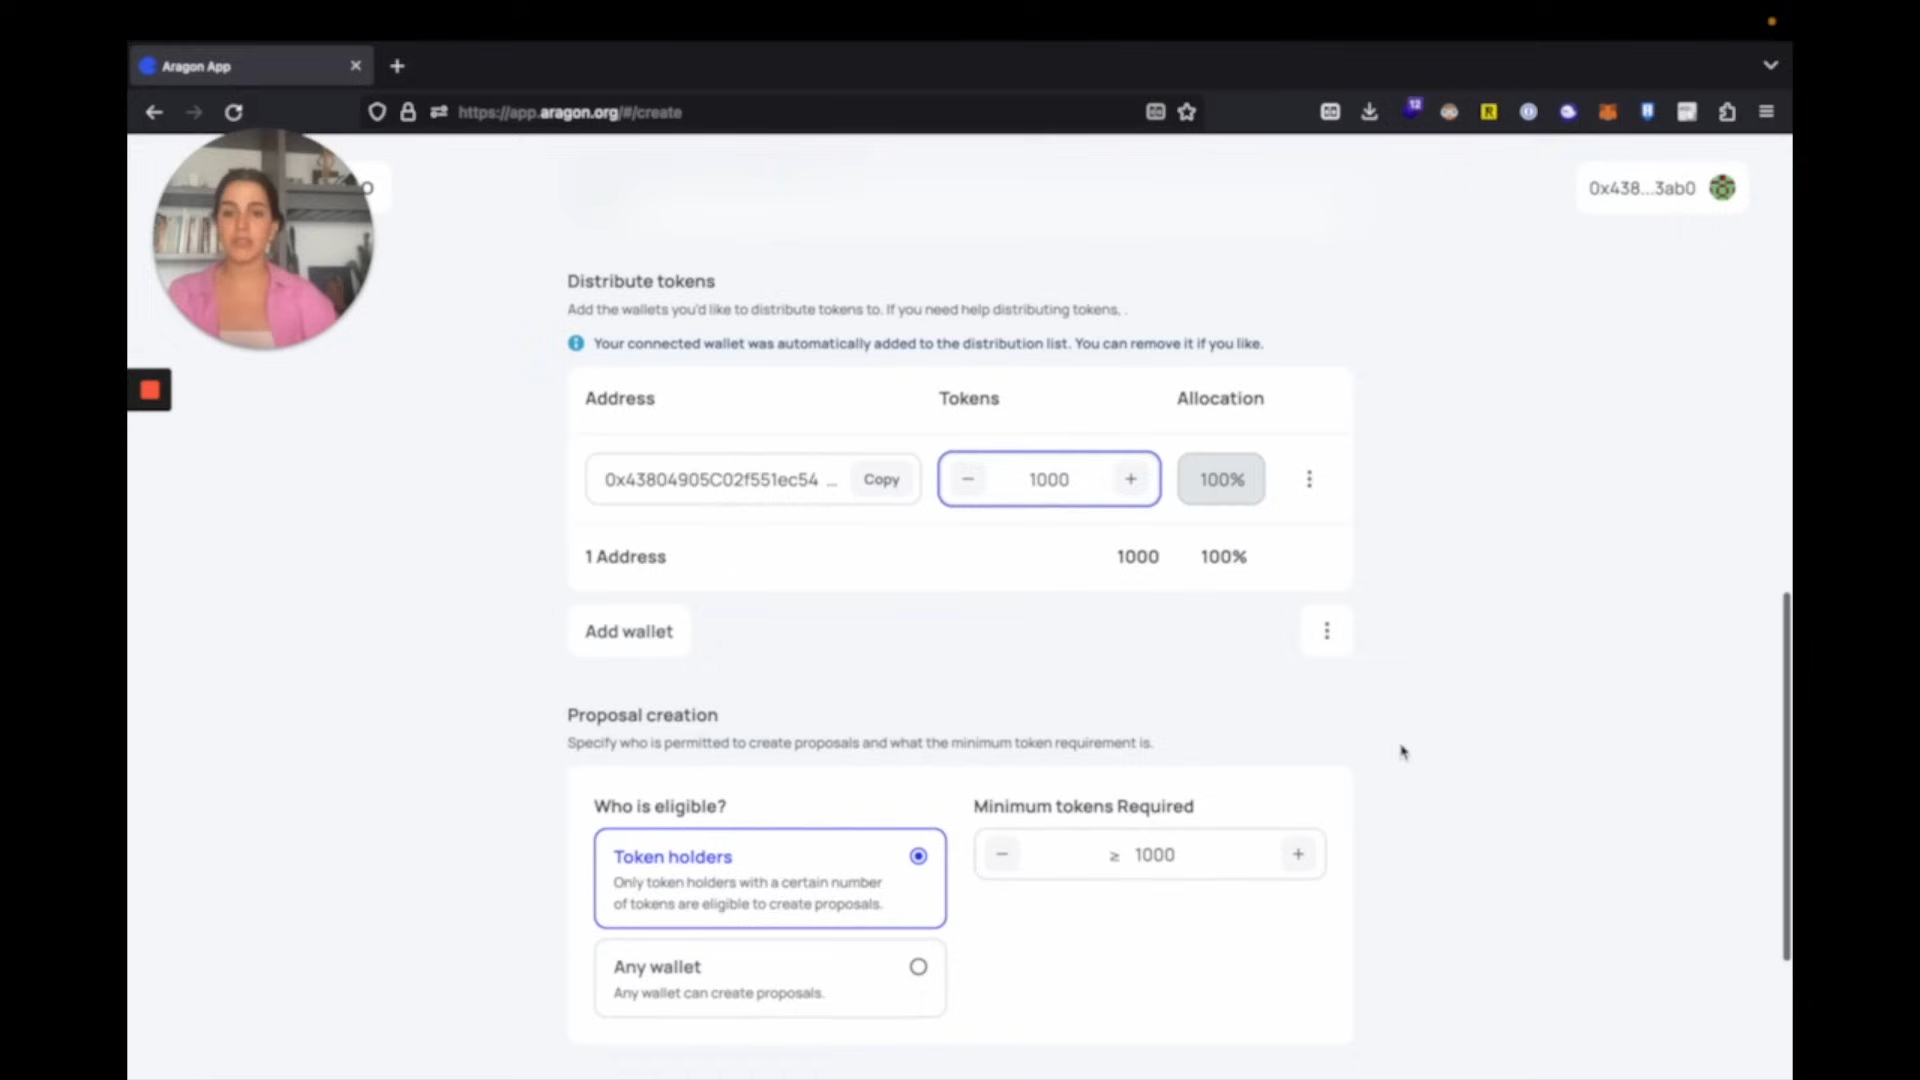 Aragon App
https://app.aragon.org/#/create
12
R
0x438...3ab0
Distribute tokens
Add the wallets you'd like to distribute tokens to. If you need help distributing tokens, .
Your connected wallet was automatically added to the distribution list. You can remove it if you like.
Address Tokens Allocation
0x43804905C02f551ec54 ... Copy 1000 100%
1 Address 1000 100%
Add wallet
Proposal creation
Specify who is permitted to create proposals and what the minimum token requirement is.
Who is eligible? Minimum tokens Required
Token holders ≥ 1000
Only token holders with a certain number
of tokens are eligible to create proposals.
Any wallet
Any wallet can create proposals.